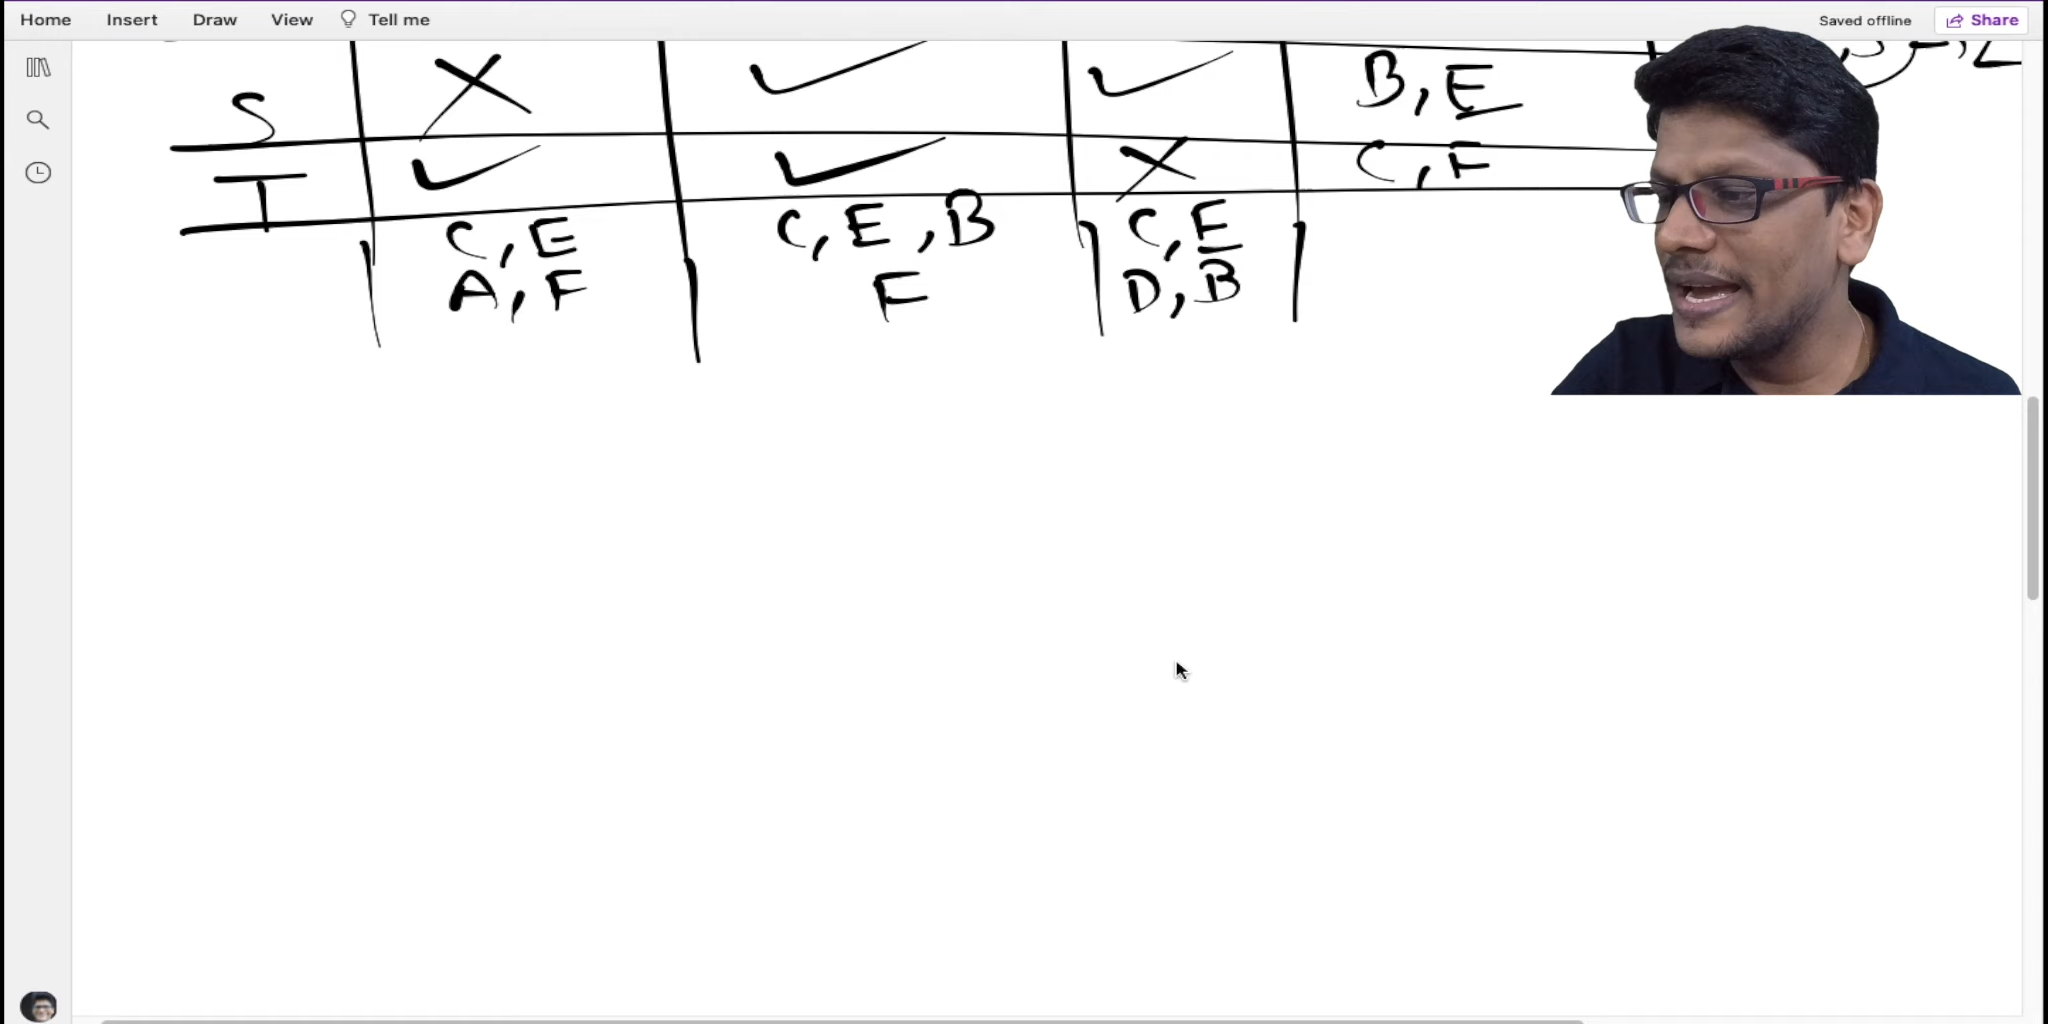 Home Insert Draw View Tell me Saved offline Share
S B, E
T C, F
C, E C, E, B C, E
A, F F D, B